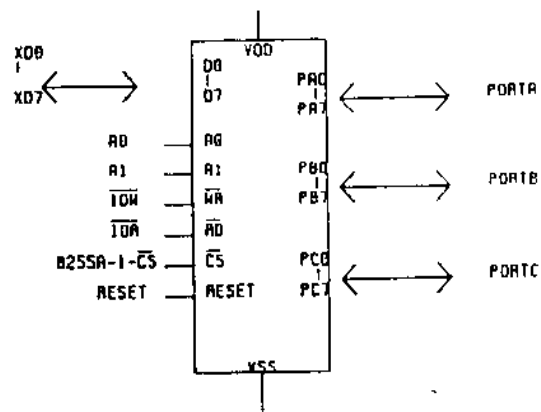 VDD
XD0 D0 PA0
XD7 D7 PA7 PORTA
A0 A0
A1 A1 PB0
IOW WR PB7 PORTB
IOR RD
8255A-1-CS CS PC0 PORTC
RESET RESET PC7
VSS